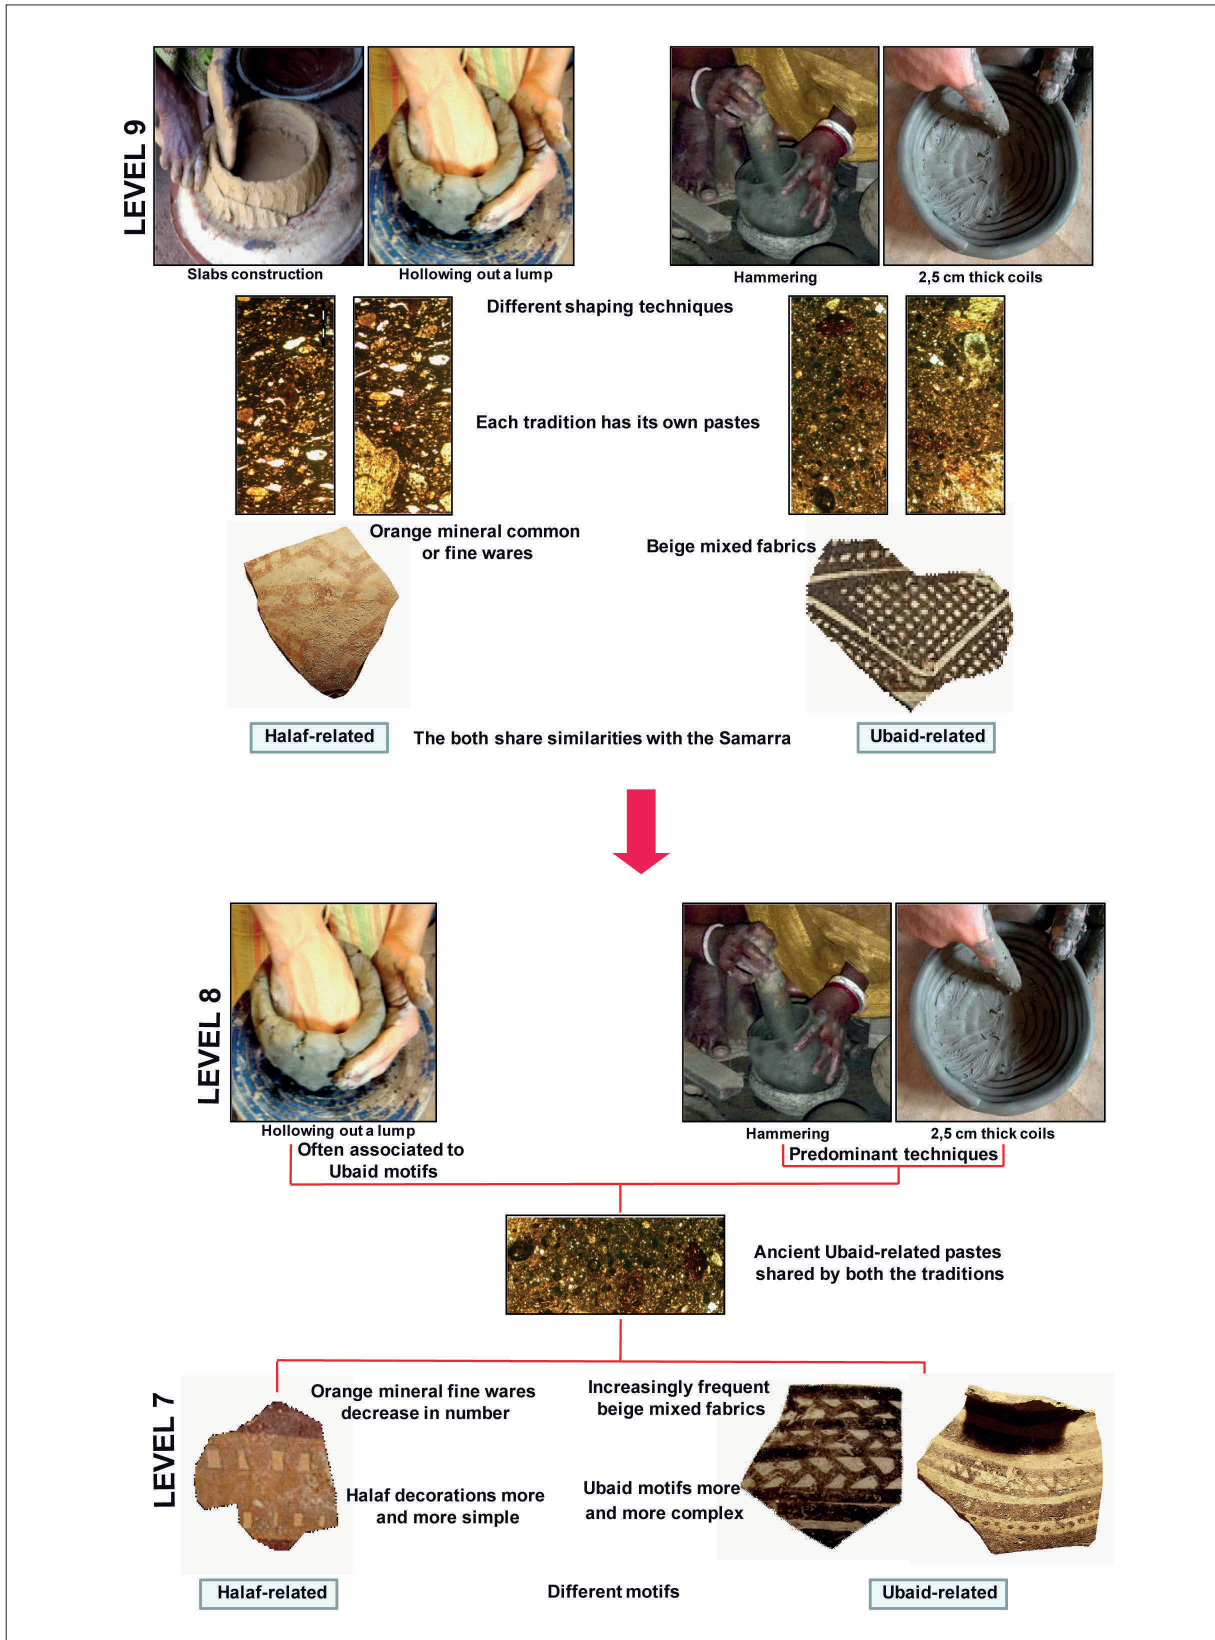 LEVEL 9
Slabs construction
Hollowing out a lump
Hammering
2,5 cm thick coils
Different shaping techniques
Each tradition has its own pastes
Orange mineral common
or fine wares
Beige mixed fabrics
Halaf-related
The both share similarities with the Samarra
Ubaid-related
LEVEL 8
Hollowing out a lump
Often associated to
Ubaid motifs
Hammering
2,5 cm thick coils
Predominant techniques
Ancient Ubaid-related pastes
shared by both the traditions
LEVEL 7
Orange mineral fine wares
decrease in number
Increasingly frequent
beige mixed fabrics
Halaf decorations more
and more simple
Ubaid motifs more
and more complex
Halaf-related
Different motifs
Ubaid-related